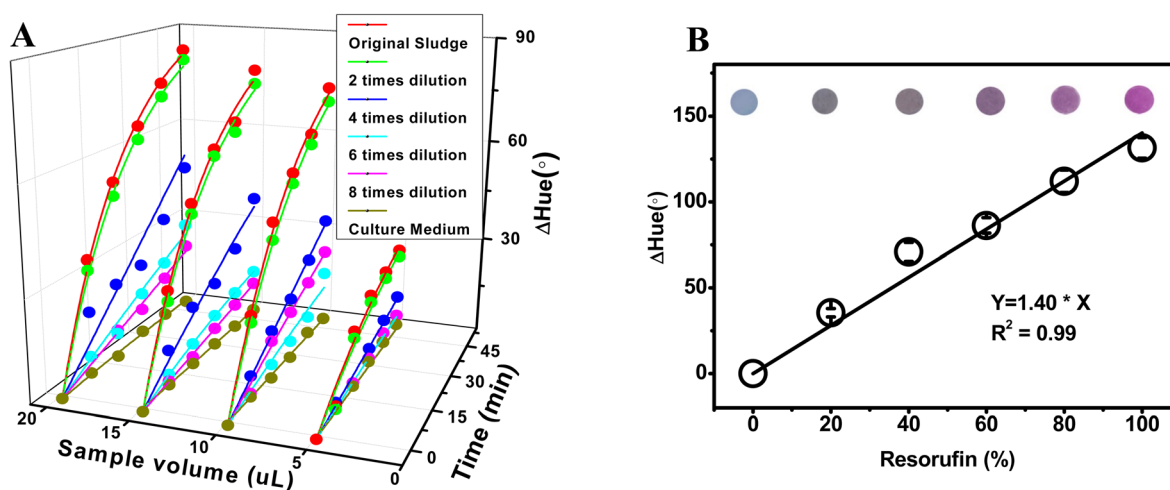 A
Original Sludge
2 times dilution
4 times dilution
6 times dilution
8 times dilution
Culture Medium
90
60
30
ΔHue(○)
45
30
15
0
Time (min)
20
15
10
5
0
Sample volume (uL)
B
150
100
50
0
ΔHue(○)
Y=1.40 * X
R² = 0.99
0 20 40 60 80 100
Resorufin (%)